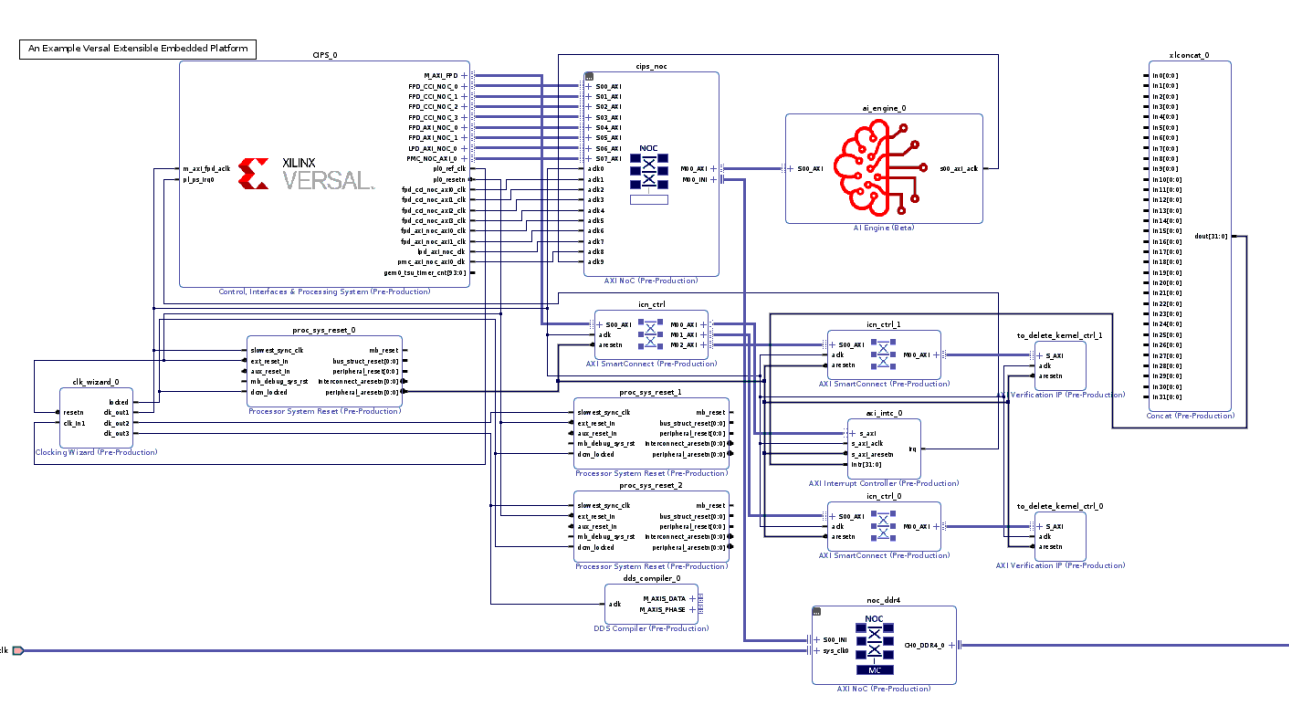 An Example Versal Extensible Embedded Platform
CIPS_0
M_AXI_FPD
FPD_CCI_NOC_0
FPD_CCI_NOC_1
FPD_CCI_NOC_2
FPD_CCI_NOC_3
FPD_AXI_NOC_0
FPD_AXI_NOC_1
LPD_AXI_NOC_0
PMC_NOC_AXI_0
pl0_ref_clk
pl0_resetn
fpd_cci_noc_axi0_clk
fpd_cci_noc_axi1_clk
fpd_cci_noc_axi2_clk
fpd_cci_noc_axi3_clk
fpd_axi_noc_axi0_clk
fpd_axi_noc_axi1_clk
lpd_axi_noc_clk
pmc_axi_noc_axi0_clk
gem0_tsu_timer_cnt[93:0]
m_axi_fpd_aclk
pl_ps_irq0
XILINX
VERSAL.
Control, Interfaces & Processing System (Pre-Production)
cips_noc
S00_AXI
S01_AXI
S02_AXI
S03_AXI
S04_AXI
S05_AXI
S06_AXI
S07_AXI
aclk0
aclk1
aclk2
aclk3
aclk4
aclk5
aclk6
aclk7
aclk8
aclk9
NOC
M00_AXI
M00_INI
AXI NoC (Pre-Production)
ai_engine_0
S00_AXI
s00_axi_aclk
AI Engine (Beta)
xlconcat_0
In0[0:0]
In1[0:0]
In2[0:0]
In3[0:0]
In4[0:0]
In5[0:0]
In6[0:0]
In7[0:0]
In8[0:0]
In9[0:0]
In10[0:0]
In11[0:0]
In12[0:0]
In13[0:0]
In14[0:0]
In15[0:0]
In16[0:0]
In17[0:0]
In18[0:0]
In19[0:0]
In20[0:0]
In21[0:0]
In22[0:0]
In23[0:0]
In24[0:0]
In25[0:0]
In26[0:0]
In27[0:0]
In28[0:0]
In29[0:0]
In30[0:0]
In31[0:0]
dout[31:0]
Concat (Pre-Production)
icn_ctrl
S00_AXI
aclk
aresetn
M00_AXI
M01_AXI
M02_AXI
AXI SmartConnect (Pre-Production)
proc_sys_reset_0
slowest_sync_clk
ext_reset_in
aux_reset_in
mb_debug_sys_rst
dcm_locked
mb_reset
bus_struct_reset[0:0]
peripheral_reset[0:0]
interconnect_aresetn[0:0]
peripheral_aresetn[0:0]
Processor System Reset (Pre-Production)
clk_wizard_0
resetn
clk_in1
locked
clk_out1
clk_out2
clk_out3
Clocking Wizard (Pre-Production)
icn_ctrl_1
S00_AXI
aclk
aresetn
M00_AXI
AXI SmartConnect (Pre-Production)
to_delete_kernel_ctrl_1
S_AXI
aclk
aresetn
AXI Verification IP (Pre-Production)
proc_sys_reset_1
slowest_sync_clk
ext_reset_in
aux_reset_in
mb_debug_sys_rst
dcm_locked
mb_reset
bus_struct_reset[0:0]
peripheral_reset[0:0]
interconnect_aresetn[0:0]
peripheral_aresetn[0:0]
Processor System Reset (Pre-Production)
axi_intc_0
s_axi
s_axi_aclk
s_axi_aresetn
intr[31:0]
irq
AXI Interrupt Controller (Pre-Production)
proc_sys_reset_2
slowest_sync_clk
ext_reset_in
aux_reset_in
mb_debug_sys_rst
dcm_locked
mb_reset
bus_struct_reset[0:0]
peripheral_reset[0:0]
interconnect_aresetn[0:0]
peripheral_aresetn[0:0]
Processor System Reset (Pre-Production)
icn_ctrl_0
S00_AXI
aclk
aresetn
M00_AXI
AXI SmartConnect (Pre-Production)
to_delete_kernel_ctrl_0
S_AXI
aclk
aresetn
AXI Verification IP (Pre-Production)
dds_compiler_0
aclk
M_AXIS_DATA
M_AXIS_PHASE
DDS Compiler (Pre-Production)
noc_ddr4
S00_INI
sys_clk0
NOC
MC
CH0_DDR4_0
AXI NoC (Pre-Production)